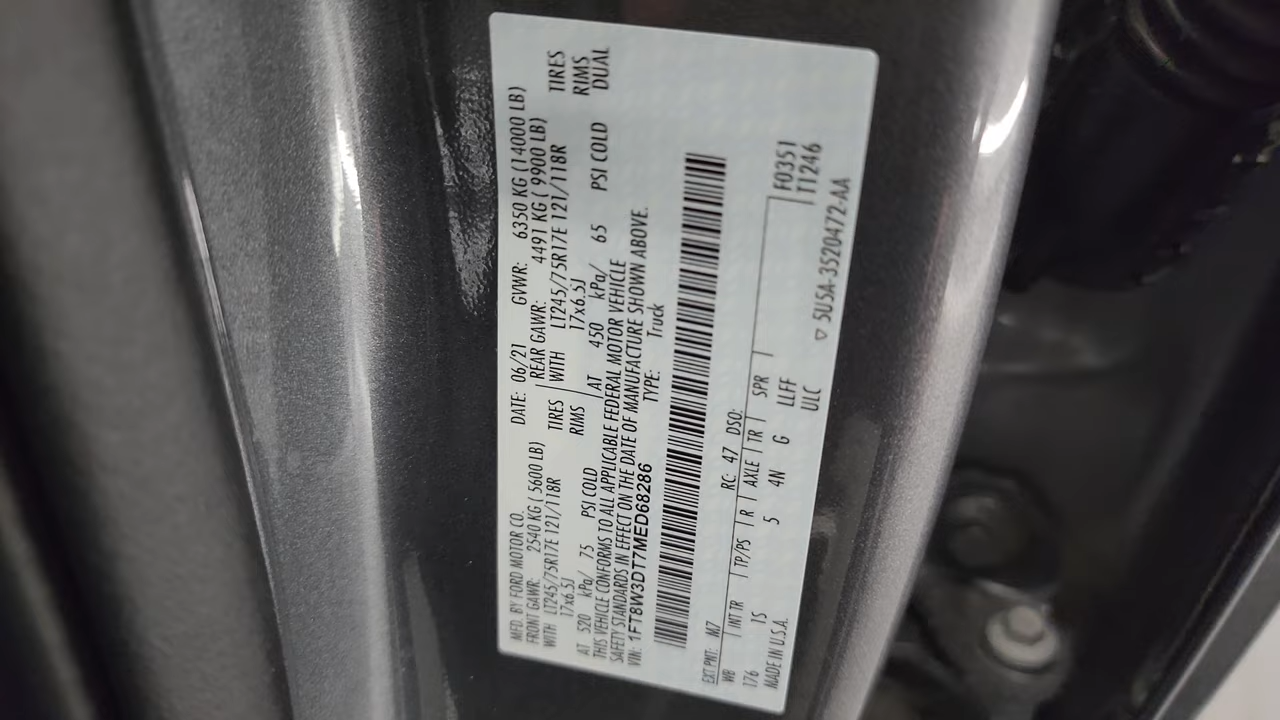 MFD. BY FORD MOTOR CO.
DATE: 06/21 GVWR: 6350 KG (14000 LB)
FRONT GAWR: 2540 KG ( 5600 LB) REAR GAWR: 4491 KG ( 9900 LB)
WITH LT245/75R17E 121/118R TIRES WITH LT245/75R17E 121/118R TIRES
17x6.5J RIMS 17x6.5J RIMS
AT 520 kPa/ 75 PSI COLD AT 450 kPa/ 65 PSI COLD DUAL
THIS VEHICLE CONFORMS TO ALL APPLICABLE FEDERAL MOTOR VEHICLE
SAFETY STANDARDS IN EFFECT ON THE DATE OF MANUFACTURE SHOWN ABOVE.
VIN: 1FT8W3DT7MED68286 TYPE: Truck
EXT PNT: M7 RC: 47 DSO:
WB INT TR TP/PS R AXLE TR SPR F0351
176 1S 5 4N G LLFF T1246
MADE IN U.S.A. ULC ▽ 5U5A-3520472-AA